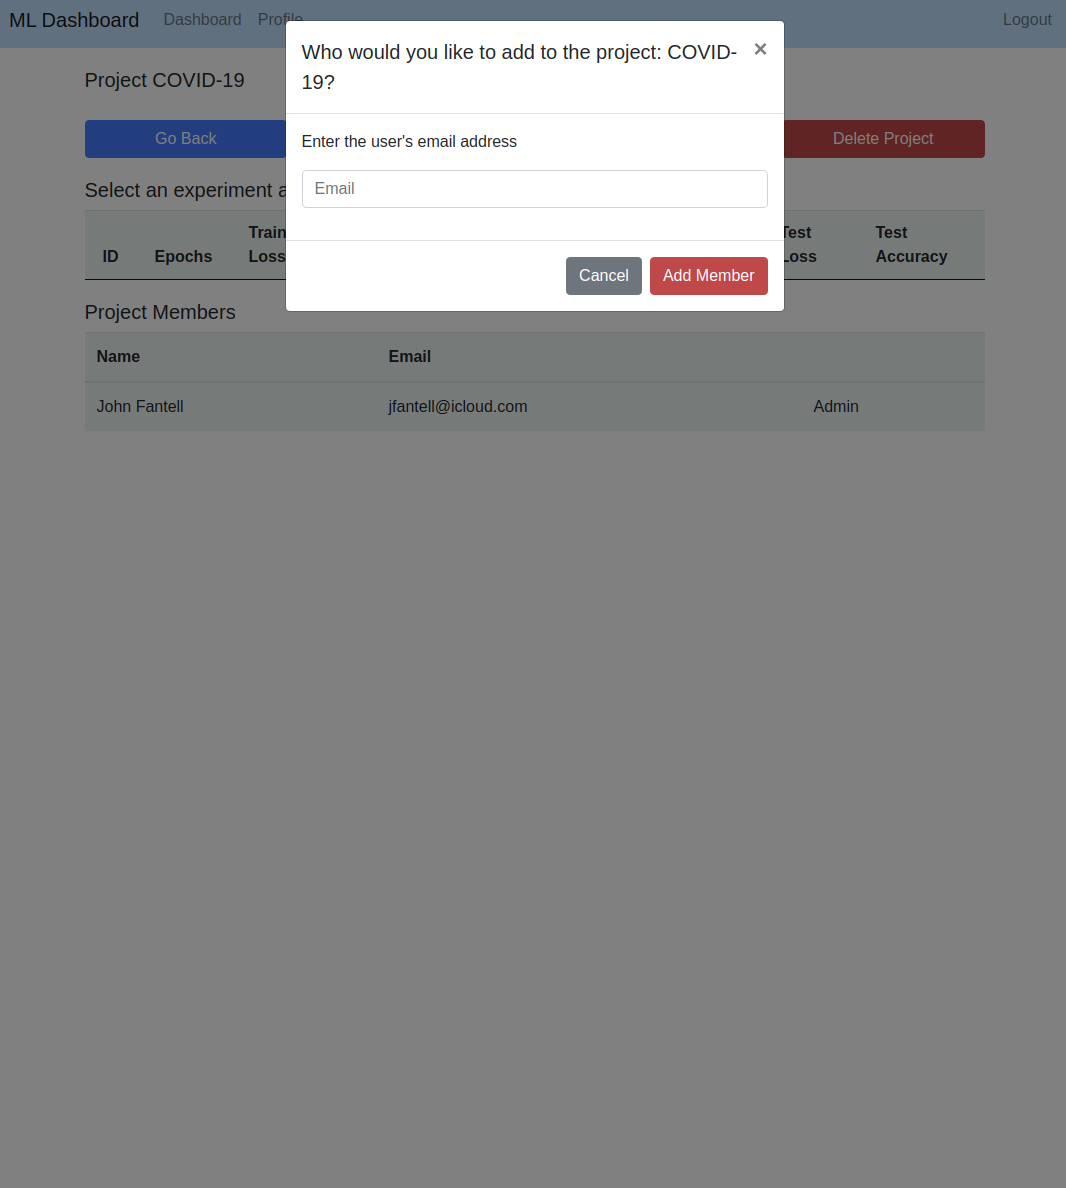 ML Dashboard Dashboard Profile Logout
Who would you like to add to the project: COVID-
19?
×
Project COVID-19
Enter the user's email address
Email
Cancel Add Member
Go Back Delete Project
Select an experiment
ID Epochs Train Loss Test Loss Test Accuracy
Project Members
Name Email
John Fantell jfantell@icloud.com Admin